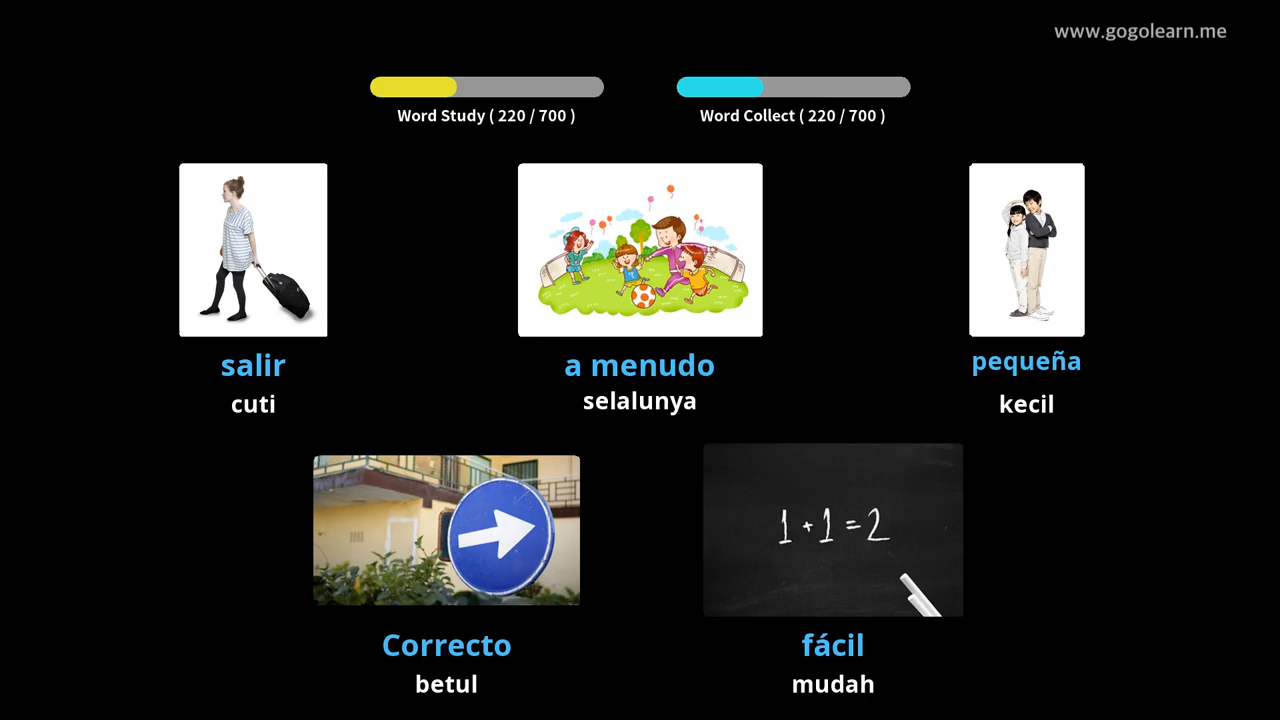 www.gogolearn.me
Word Study ( 220 / 700 )
Word Collect ( 220 / 700 )
salir
cuti
a menudo
selalunya
pequeña
kecil
1 + 1 = 2
Correcto
betul
fácil
mudah